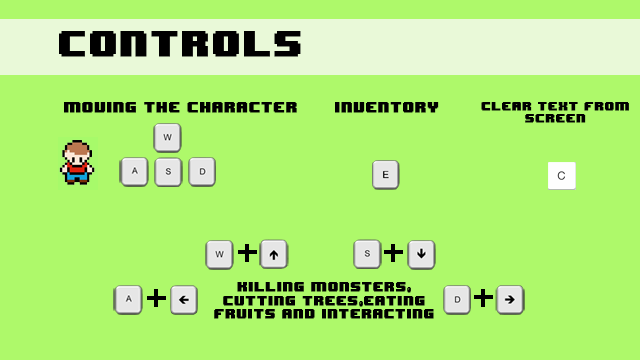 CONTROLS
MOVING THE CHARACTER
INVENTORY
CLEAR TEXT FROM
SCREEN
W
A S D
E
C
W + ↑
S + ↓
A + ←
KILLING MONSTERS,
CUTTING TREES,EATING
FRUITS AND INTERACTING
D + →